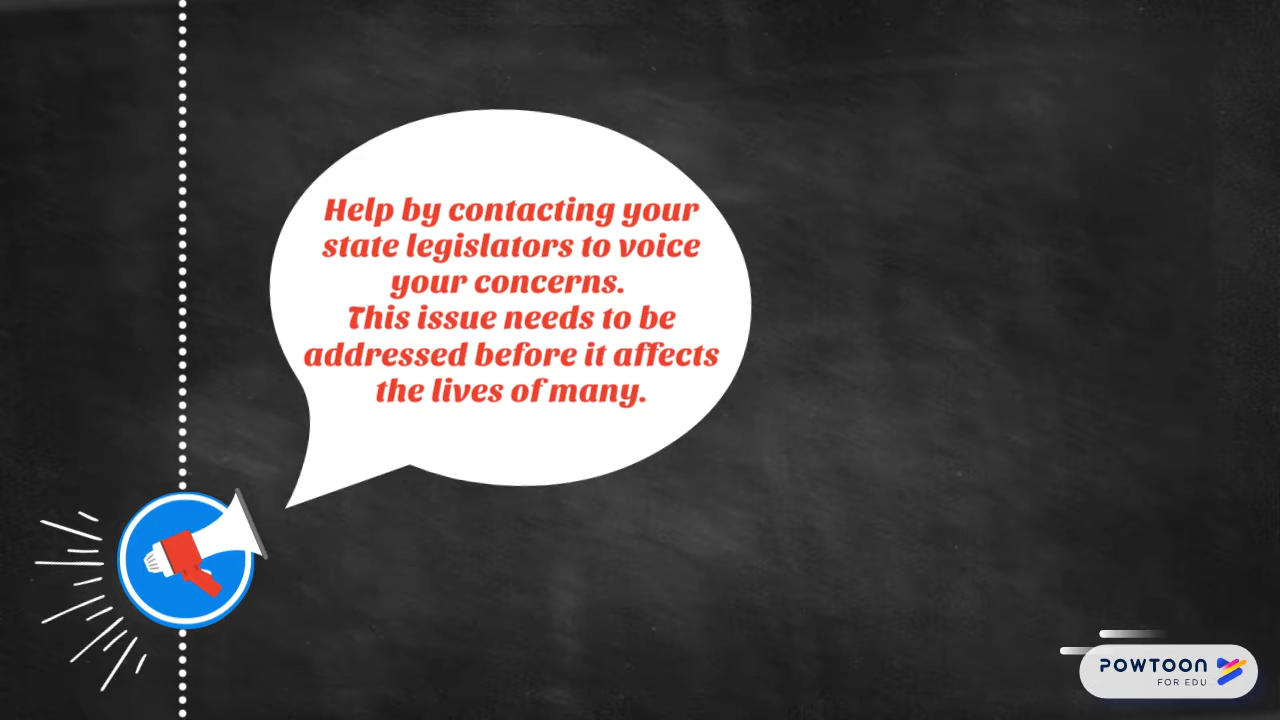 Help by contacting your
state legislators to voice
your concerns.
This issue needs to be
addressed before it affects
the lives of many.
POWTOON
FOR EDU